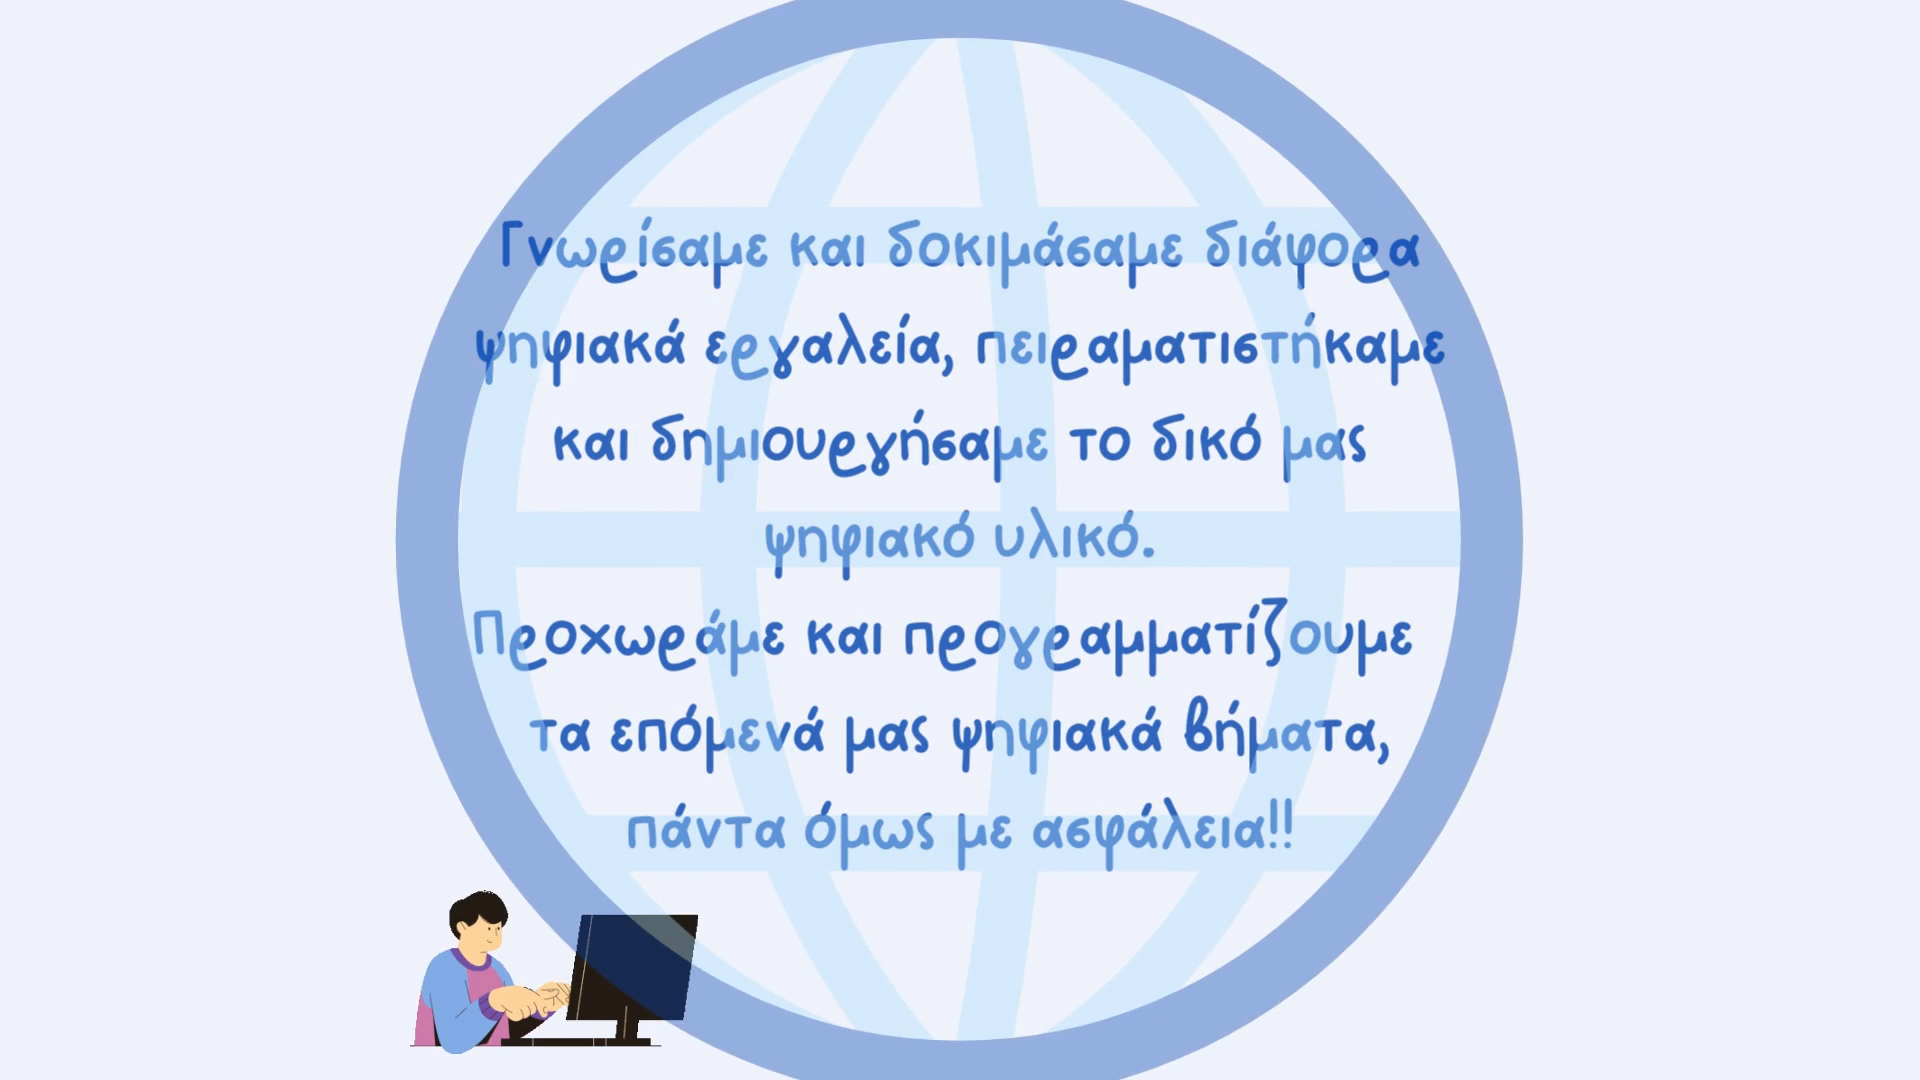 Γνωρίσαμε και δοκιμάσαμε διάφορα
ψηφιακά εργαλεία, πειραματιστήκαμε
και δημιουργήσαμε το δικό μας
ψηφιακό υλικό.
Προχωράμε και προγραμματίζουμε
τα επόμενά μας ψηφιακά βήματα,
πάντα όμως με ασφάλεια!!